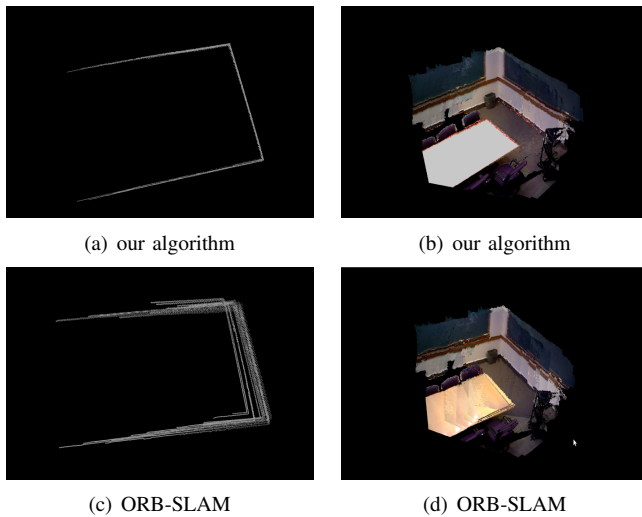 (a) our algorithm
(b) our algorithm
(c) ORB-SLAM
(d) ORB-SLAM